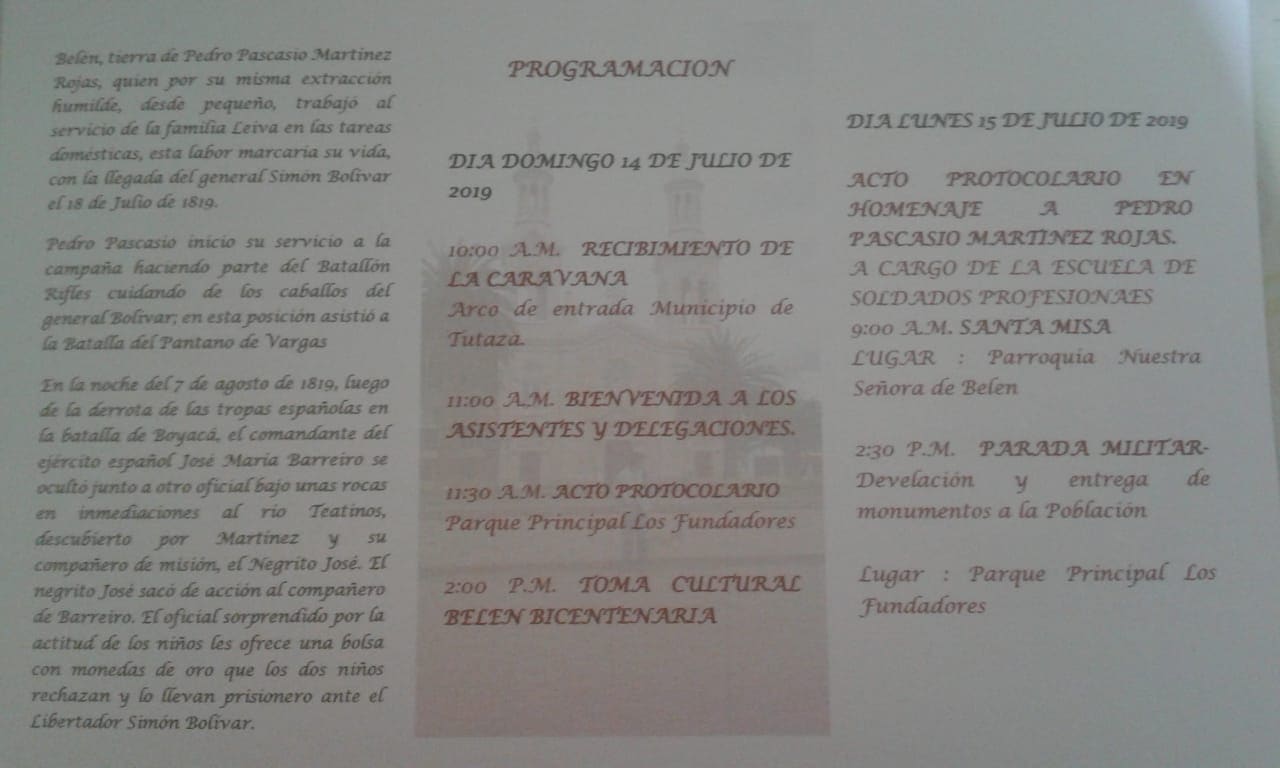 Belén, tierra de Pedro Pascasio Martínez
Rojas, quien por su misma extracción
humilde, desde pequeño, trabajó al
servicio de la familia Leiva en las tareas
domésticas, esta labor marcaria su vida,
con la llegada del general Simón Bolívar
el 18 de Julio de 1819.
Pedro Pascasio inicio su servicio a la
campaña haciendo parte del Batallón
Rifles cuidando de los caballos del
general Bolívar; en esta posición asistió a
la Batalla del Pantano de Vargas
En la noche del 7 de agosto de 1819, luego
de la derrota de las tropas españolas en
la batalla de Boyacá, el comandante del
ejército español José María Barreiro se
ocultó junto a otro oficial bajo unas rocas
en inmediaciones al río Teatinos,
descubierto por Martínez y su
compañero de misión, el Negrito José. El
negrito José sacó de acción al compañero
de Barreiro. El oficial sorprendido por la
actitud de los niños les ofrece una bolsa
con monedas de oro que los dos niños
rechazan y lo llevan prisionero ante el
Libertador Simón Bolívar.
PROGRAMACION
DIA DOMINGO 14 DE JULIO DE
2019
10:00 A.M. RECIBIMIENTO DE
LA CARAVANA
Arco de entrada Municipio de
Tutazá.
11:00 A.M. BIENVENIDA A LOS
ASISTENTES Y DELEGACIONES.
11:30 A.M. ACTO PROTOCOLARIO
Parque Principal Los Fundadores
2:00 P.M. TOMA CULTURAL
BELEN BICENTENARIA
DIA LUNES 15 DE JULIO DE 2019
ACTO PROTOCOLARIO EN
HOMENAJE A PEDRO
PASCASIO MARTINEZ ROJAS.
A CARGO DE LA ESCUELA DE
SOLDADOS PROFESIONAES
9:00 A.M. SANTA MISA
LUGAR : Parroquia Nuestra
Señora de Belen
2:30 P.M. PARADA MILITAR-
Develación y entrega de
monumentos a la Población
Lugar : Parque Principal Los
Fundadores